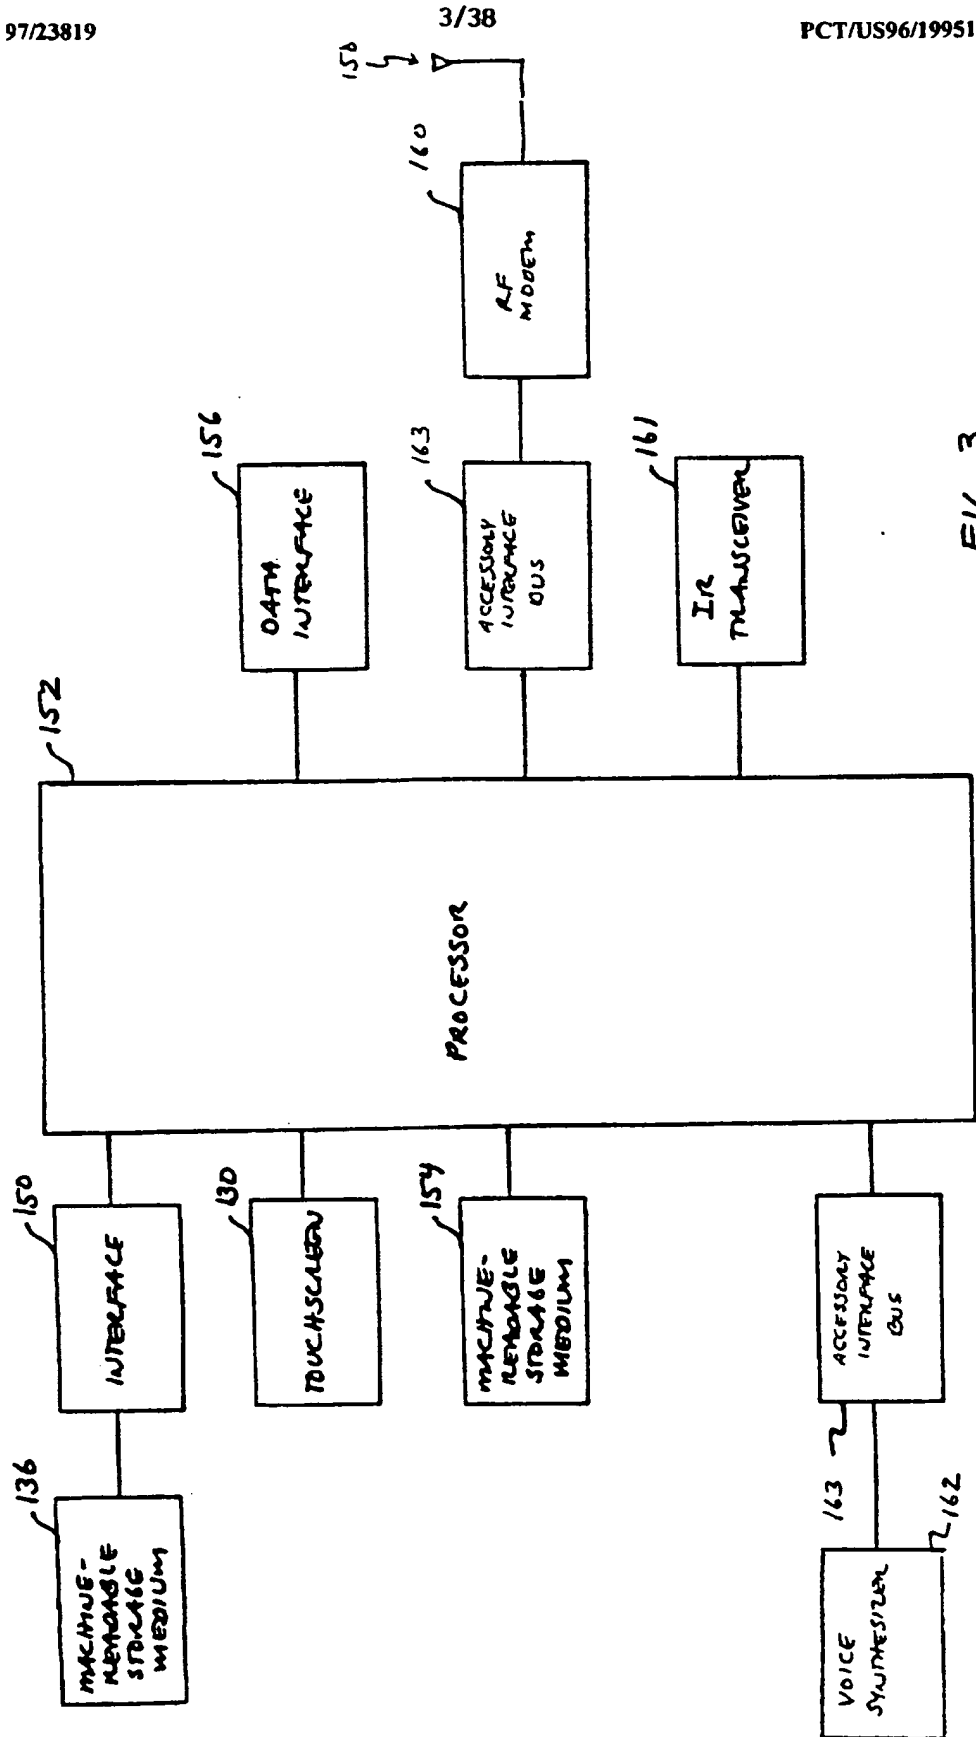 97/23819
3/38
PCT/US96/19951
158
160
RF
MODEM
156
DATA
INTERFACE
163
ACCESSORY
INTERFACE
BUS
161
IR
TRANSCEIVER
152
PROCESSOR
150
INTERFACE
130
TOUCHSCREEN
154
MACHINE-
READABLE
STORAGE
MEDIUM
ACCESSORY
INTERFACE
BUS
163
136
MACHINE-
READABLE
STORAGE
MEDIUM
162
VOICE
SYNTHESIZER